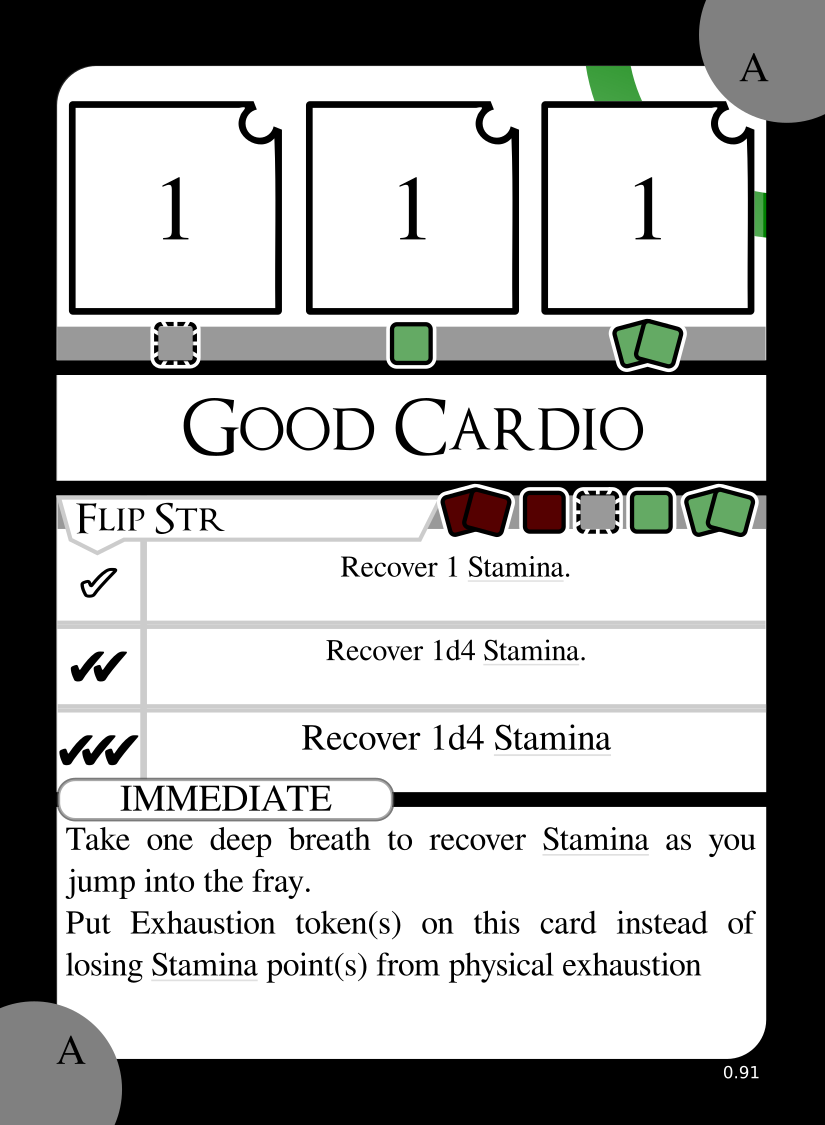 A
1 1 1
GOOD CARDIO
FLIP STR
Recover 1 Stamina.
Recover 1d4 Stamina.
Recover 1d4 Stamina
IMMEDIATE
Take one deep breath to recover Stamina as you
jump into the fray.
Put Exhaustion token(s) on this card instead of
losing Stamina point(s) from physical exhaustion
A
0.91